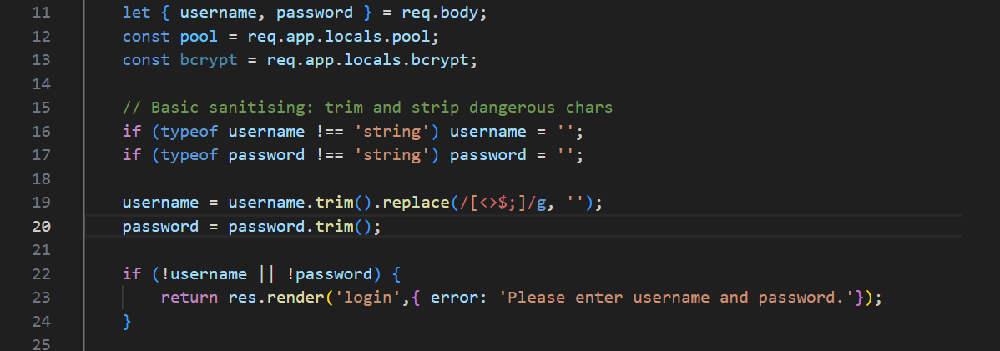 11 let { username, password } = req.body;
12 const pool = req.app.locals.pool;
13 const bcrypt = req.app.locals.bcrypt;
14
15 // Basic sanitising: trim and strip dangerous chars
16 if (typeof username !== 'string') username = '';
17 if (typeof password !== 'string') password = '';
18
19 username = username.trim().replace(/[<>$;]/g, '');
20 password = password.trim();
21
22 if (!username || !password) {
23 return res.render('login',{ error: 'Please enter username and password.'});
24 }
25